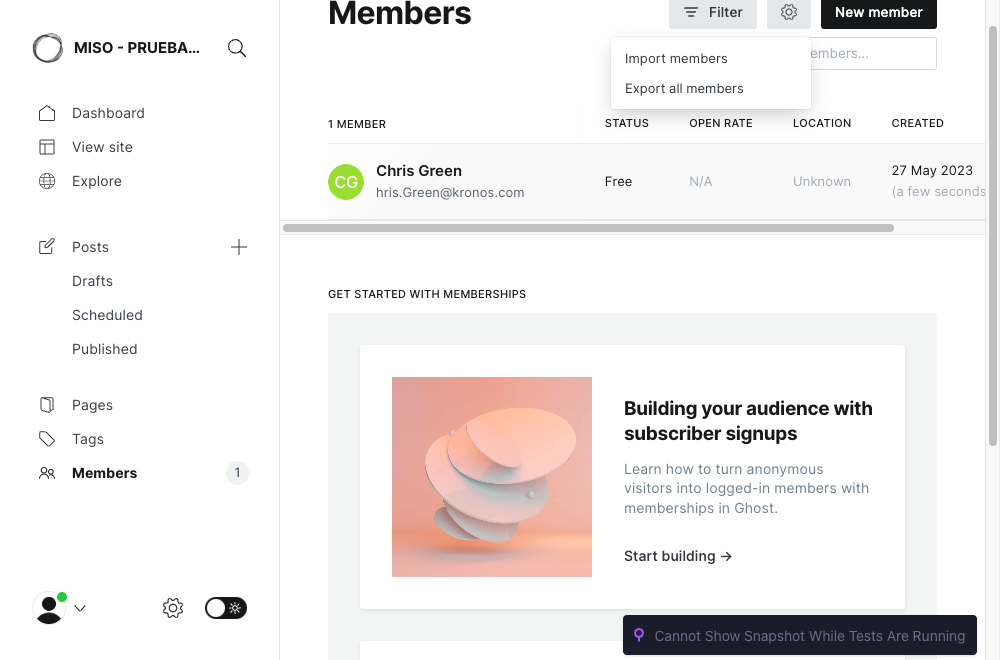 MISO - PRUEBA...
Dashboard
View site
Explore
Posts
Drafts
Scheduled
Published
Pages
Tags
Members
1
Members
Filter
New member
embers...
Import members
Export all members
1 MEMBER
STATUS
OPEN RATE
LOCATION
CREATED
CG
Chris Green
hris.Green@kronos.com
Free
N/A
Unknown
27 May 2023
(a few seconds
GET STARTED WITH MEMBERSHIPS
Building your audience with
subscriber signups
Learn how to turn anonymous
visitors into logged-in members with
memberships in Ghost.
Start building →
Cannot Show Snapshot While Tests Are Running